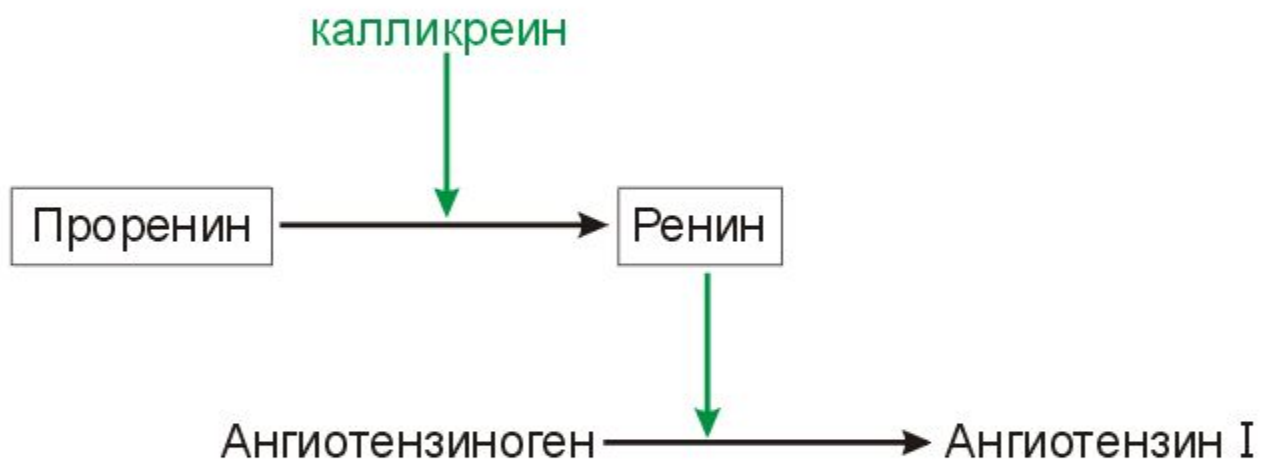 калликреин
Проренин
Ренин
Ангиотензиноген
Ангиотензин I